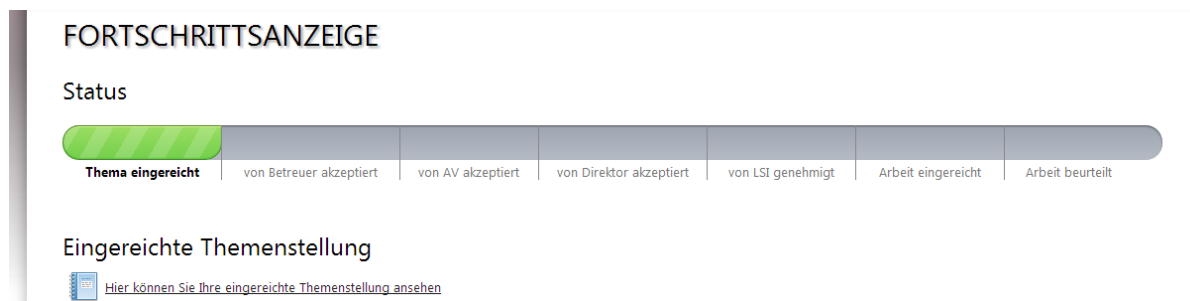 FORTSCHRITTSANZEIGE
Status
Thema eingereicht von Betreuer akzeptiert von AV akzeptiert von Direktor akzeptiert von LSI genehmigt Arbeit eingereicht Arbeit beurteilt
Eingereichte Themenstellung
Hier können Sie Ihre eingereichte Themenstellung ansehen